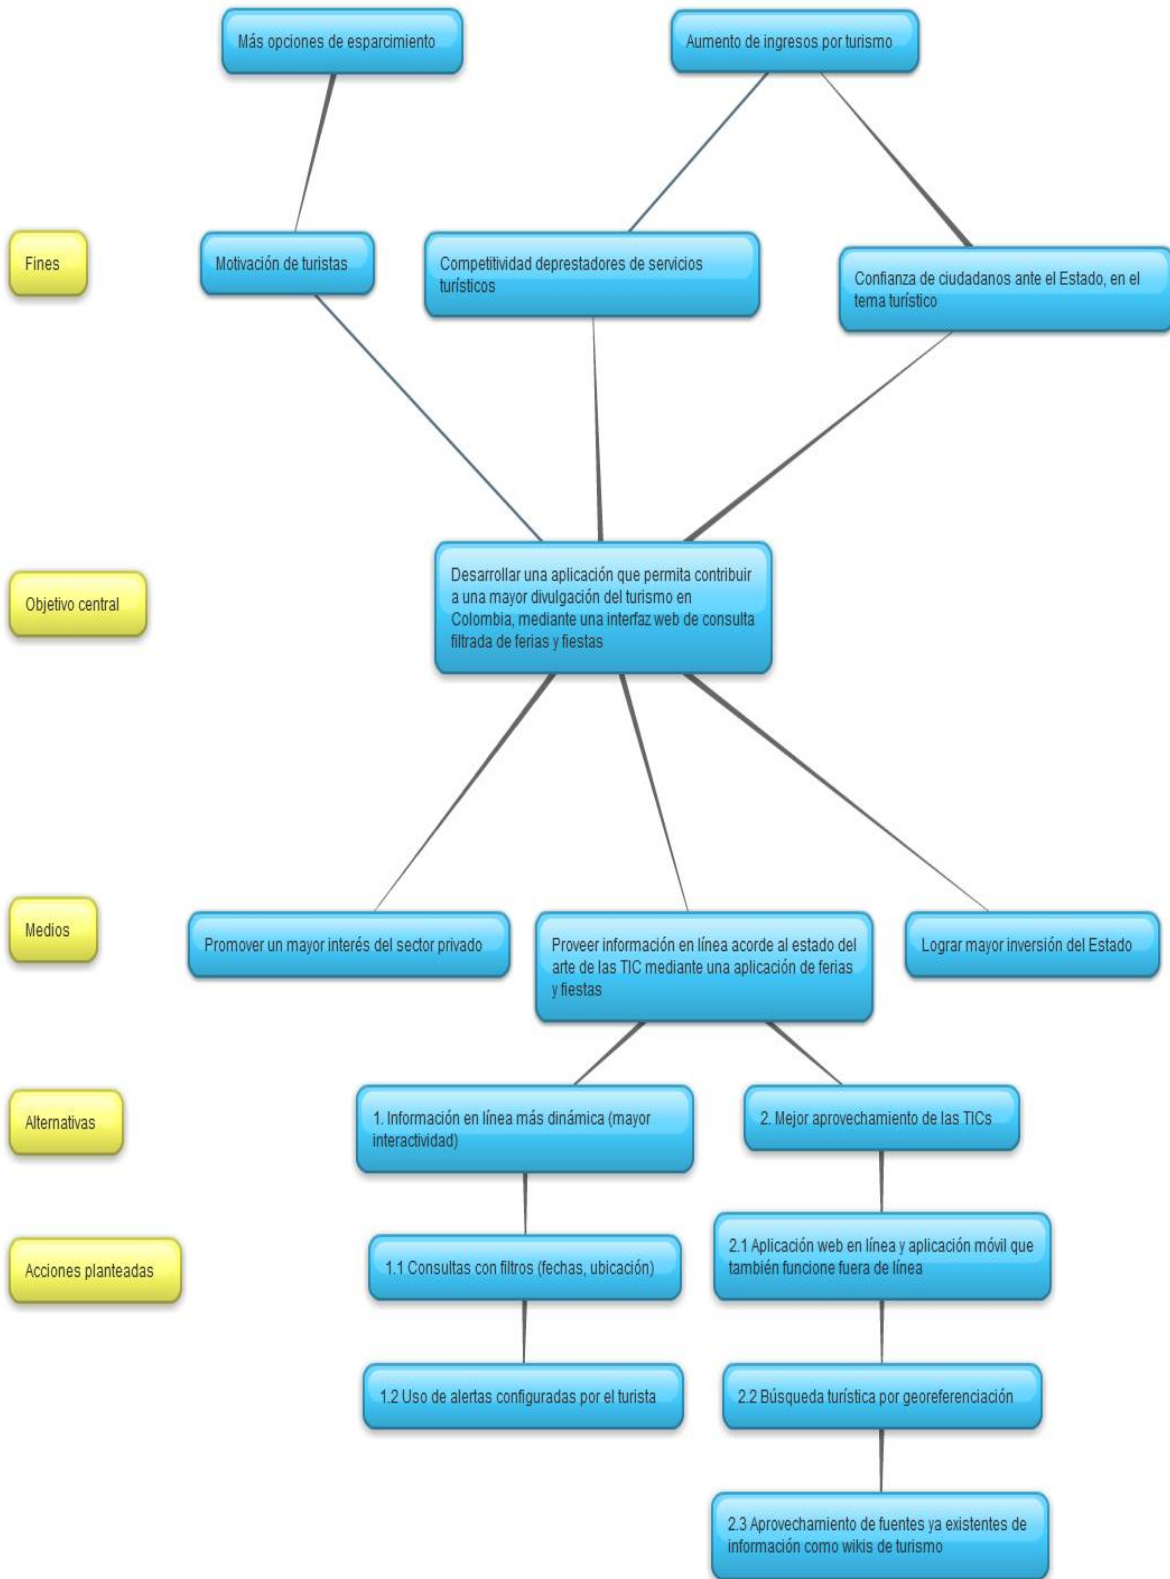 Más opciones de esparcimiento
Aumento de ingresos por turismo
Fines
Motivación de turistas
Competitividad deprestadores de servicios
turísticos
Confianza de ciudadanos ante el Estado, en el
tema turístico
Objetivo central
Desarrollar una aplicación que permita contribuir
a una mayor divulgación del turismo en
Colombia, mediante una interfaz web de consulta
filtrada de ferias y fiestas
Medios
Promover un mayor interés del sector privado
Proveer información en línea acorde al estado del
arte de las TIC mediante una aplicación de ferias
y fiestas
Lograr mayor inversión del Estado
Alternativas
1. Información en línea más dinámica (mayor
interactividad)
2. Mejor aprovechamiento de las TICs
Acciones planteadas
1.1 Consultas con filtros (fechas, ubicación)
2.1 Aplicación web en línea y aplicación móvil que
también funcione fuera de línea
1.2 Uso de alertas configuradas por el turista
2.2 Búsqueda turística por georeferenciación
2.3 Aprovechamiento de fuentes ya existentes de
información como wikis de turismo